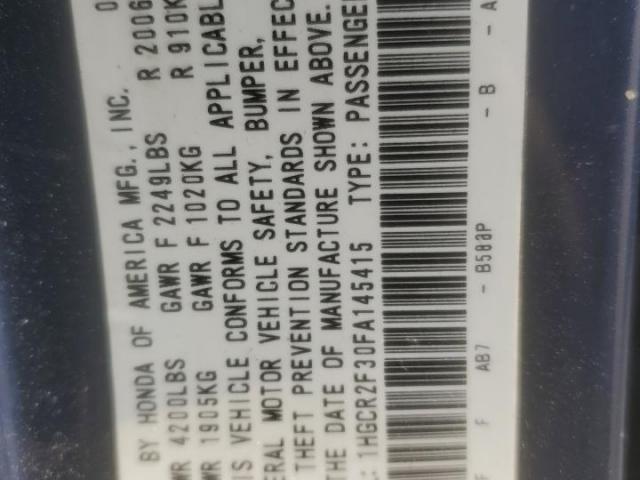 BY HONDA OF AMERICA MFG., INC. 0
WR 4200LBS GAWR F 2249LBS R 2006
WR 1905KG GAWR F 1020KG R 910K
IS VEHICLE CONFORMS TO ALL APPLICABL
ERAL MOTOR VEHICLE SAFETY, BUMPER,
THEFT PREVENTION STANDARDS IN EFFEC
THE DATE OF MANUFACTURE SHOWN ABOVE.
: 1HGCR2F30FA145415 TYPE: PASSENGE
F F AB7 - B588P - B - A